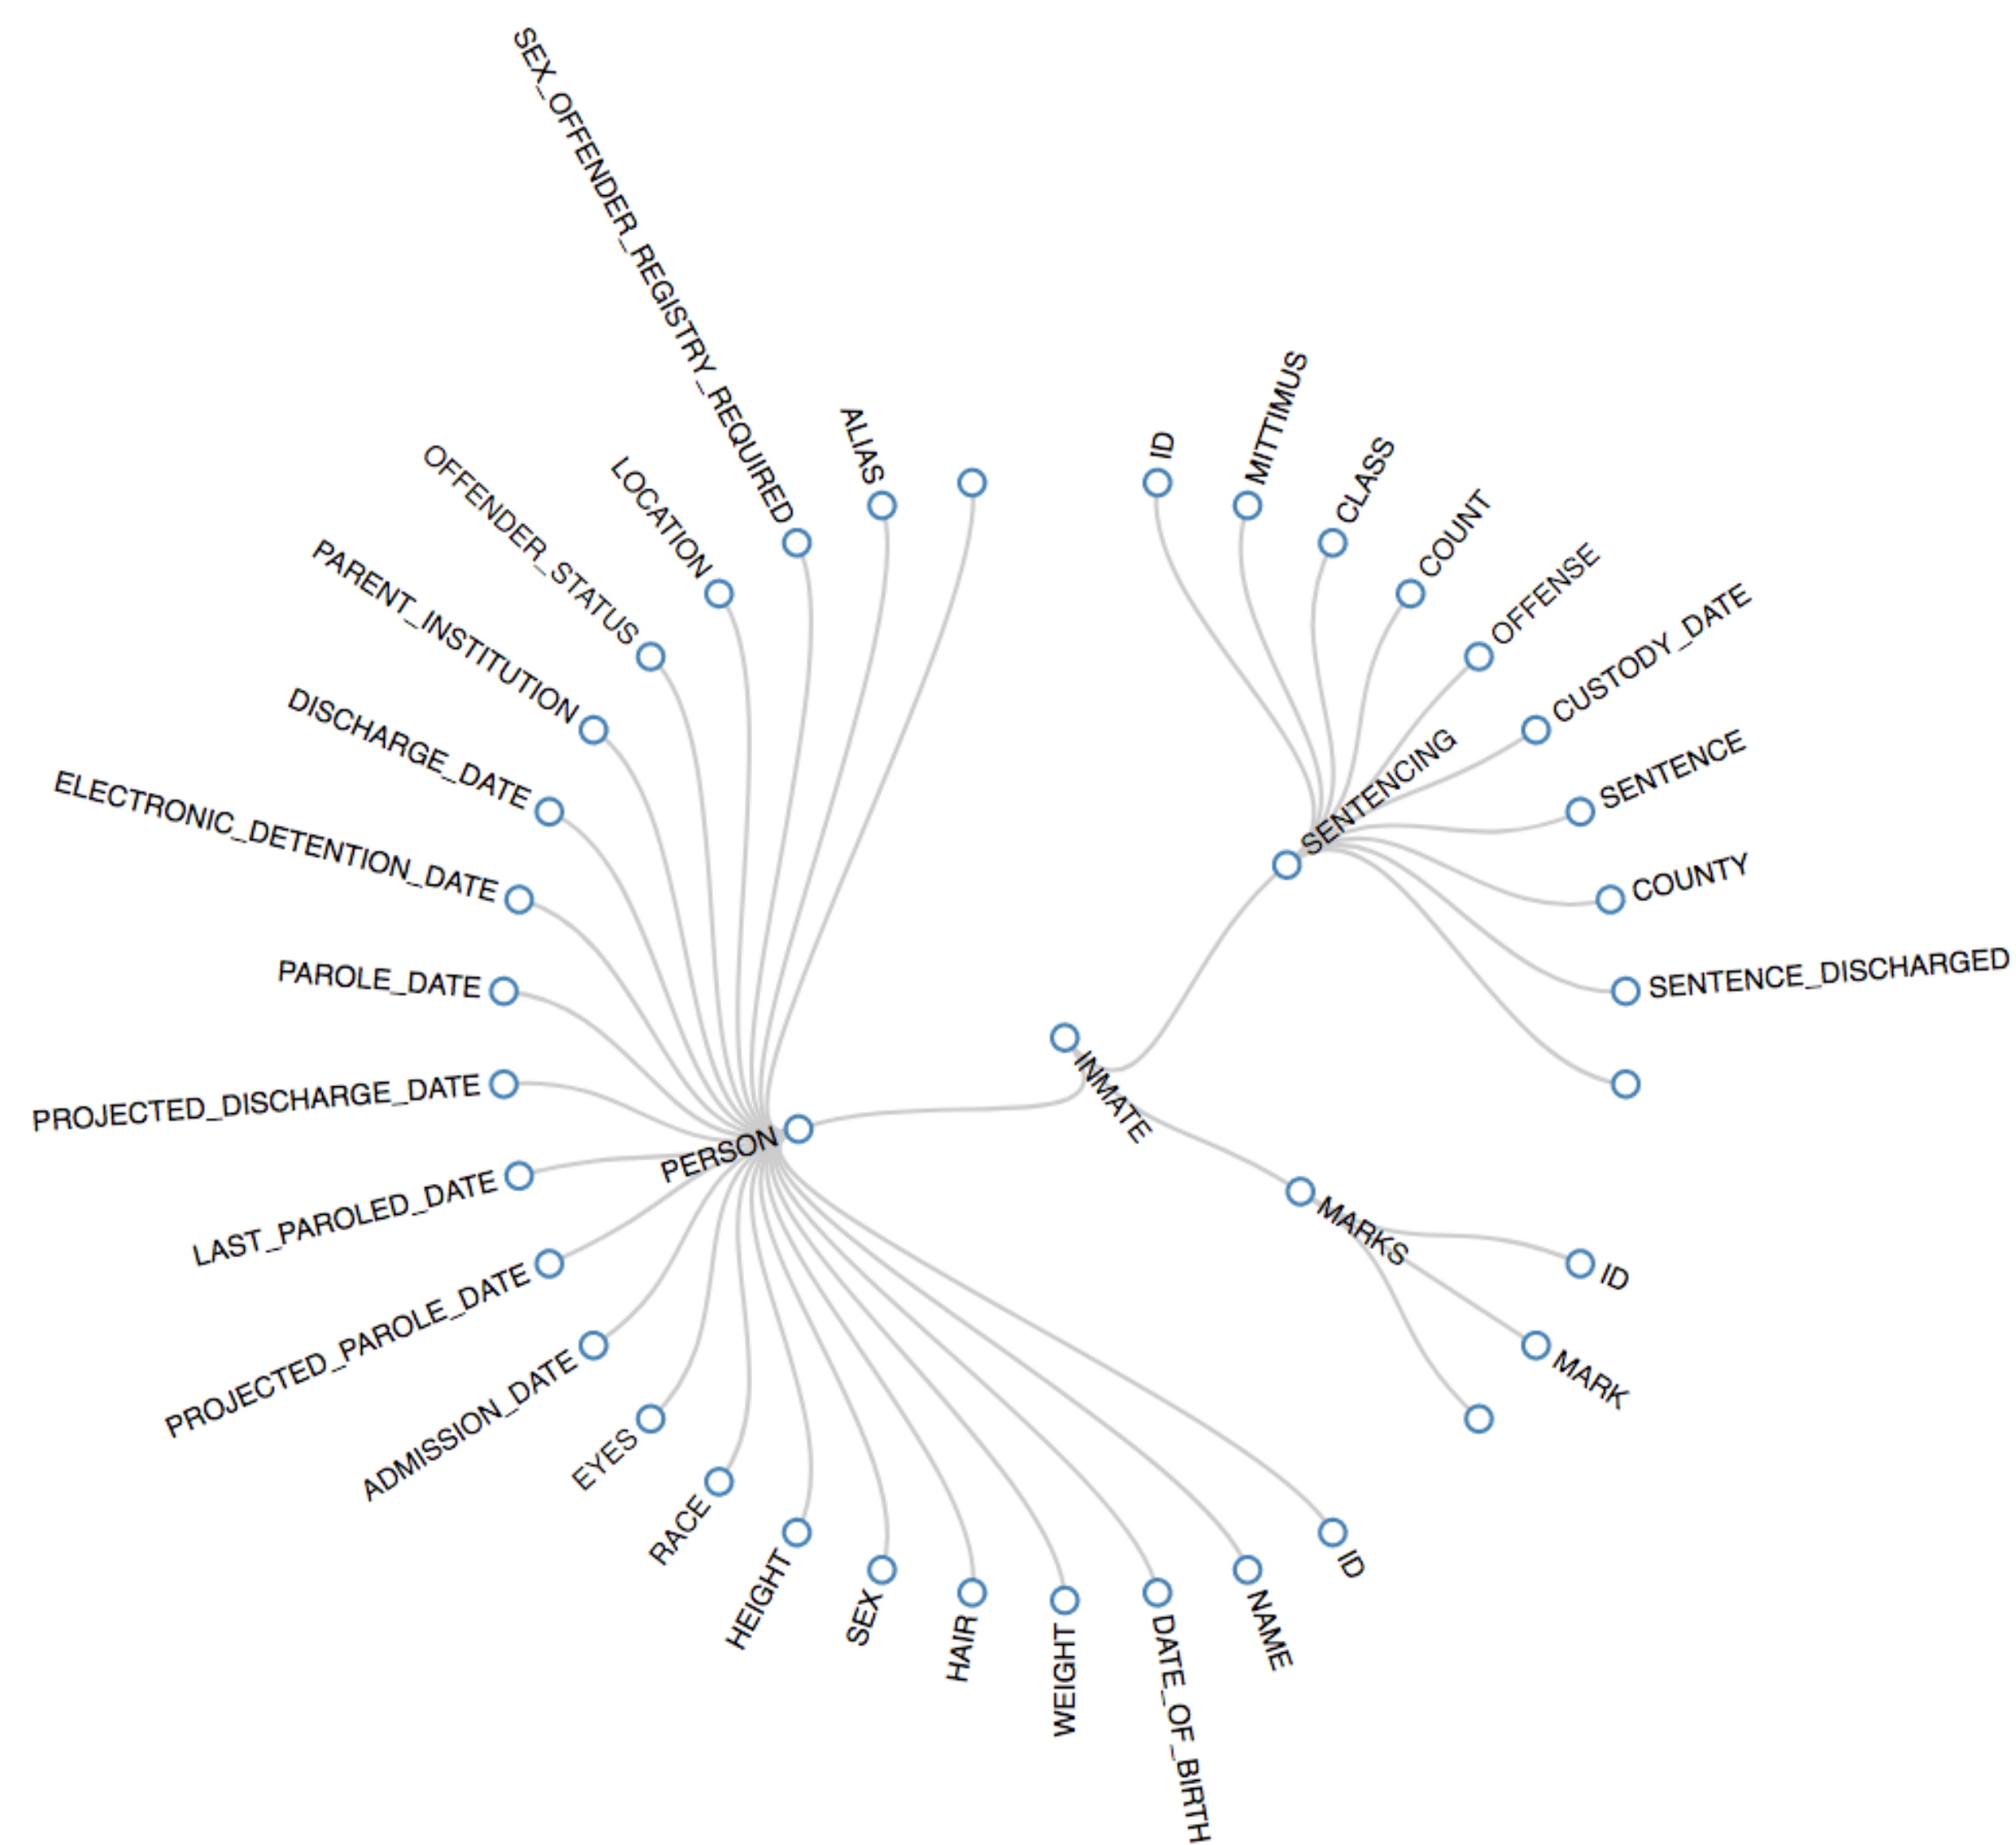 INMATE
SENTENCING
ID
MITTIMUS
CLASS
COUNT
OFFENSE
CUSTODY_DATE
SENTENCE
COUNTY
SENTENCE_DISCHARGED
MARKS
ID
MARK
PERSON
ID
NAME
DATE_OF_BIRTH
WEIGHT
HAIR
SEX
HEIGHT
RACE
EYES
ADMISSION_DATE
PROJECTED_PAROLE_DATE
LAST_PAROLED_DATE
PROJECTED_DISCHARGE_DATE
PAROLE_DATE
ELECTRONIC_DETENTION_DATE
DISCHARGE_DATE
PARENT_INSTITUTION
OFFENDER_STATUS
LOCATION
SEX_OFFENDER_REGISTRY_REQUIRED
ALIAS